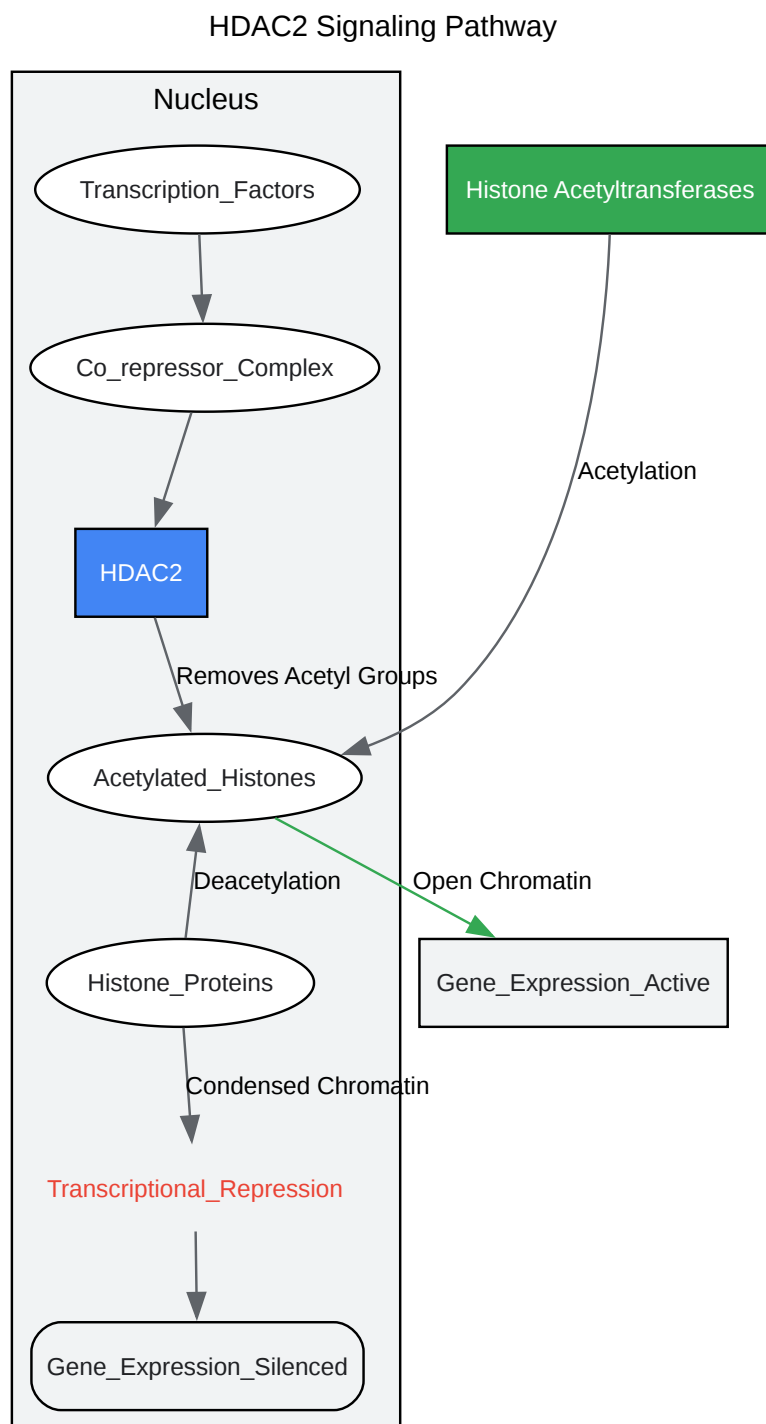 HDAC2 Signaling Pathway
Nucleus
Transcription_Factors
Histone Acetyltransferases
Co_repressor_Complex
Acetylation
HDAC2
Removes Acetyl Groups
Acetylated_Histones
Deacetylation
Open Chromatin
Histone_Proteins
Gene_Expression_Active
Condensed Chromatin
Transcriptional_Repression
Gene_Expression_Silenced